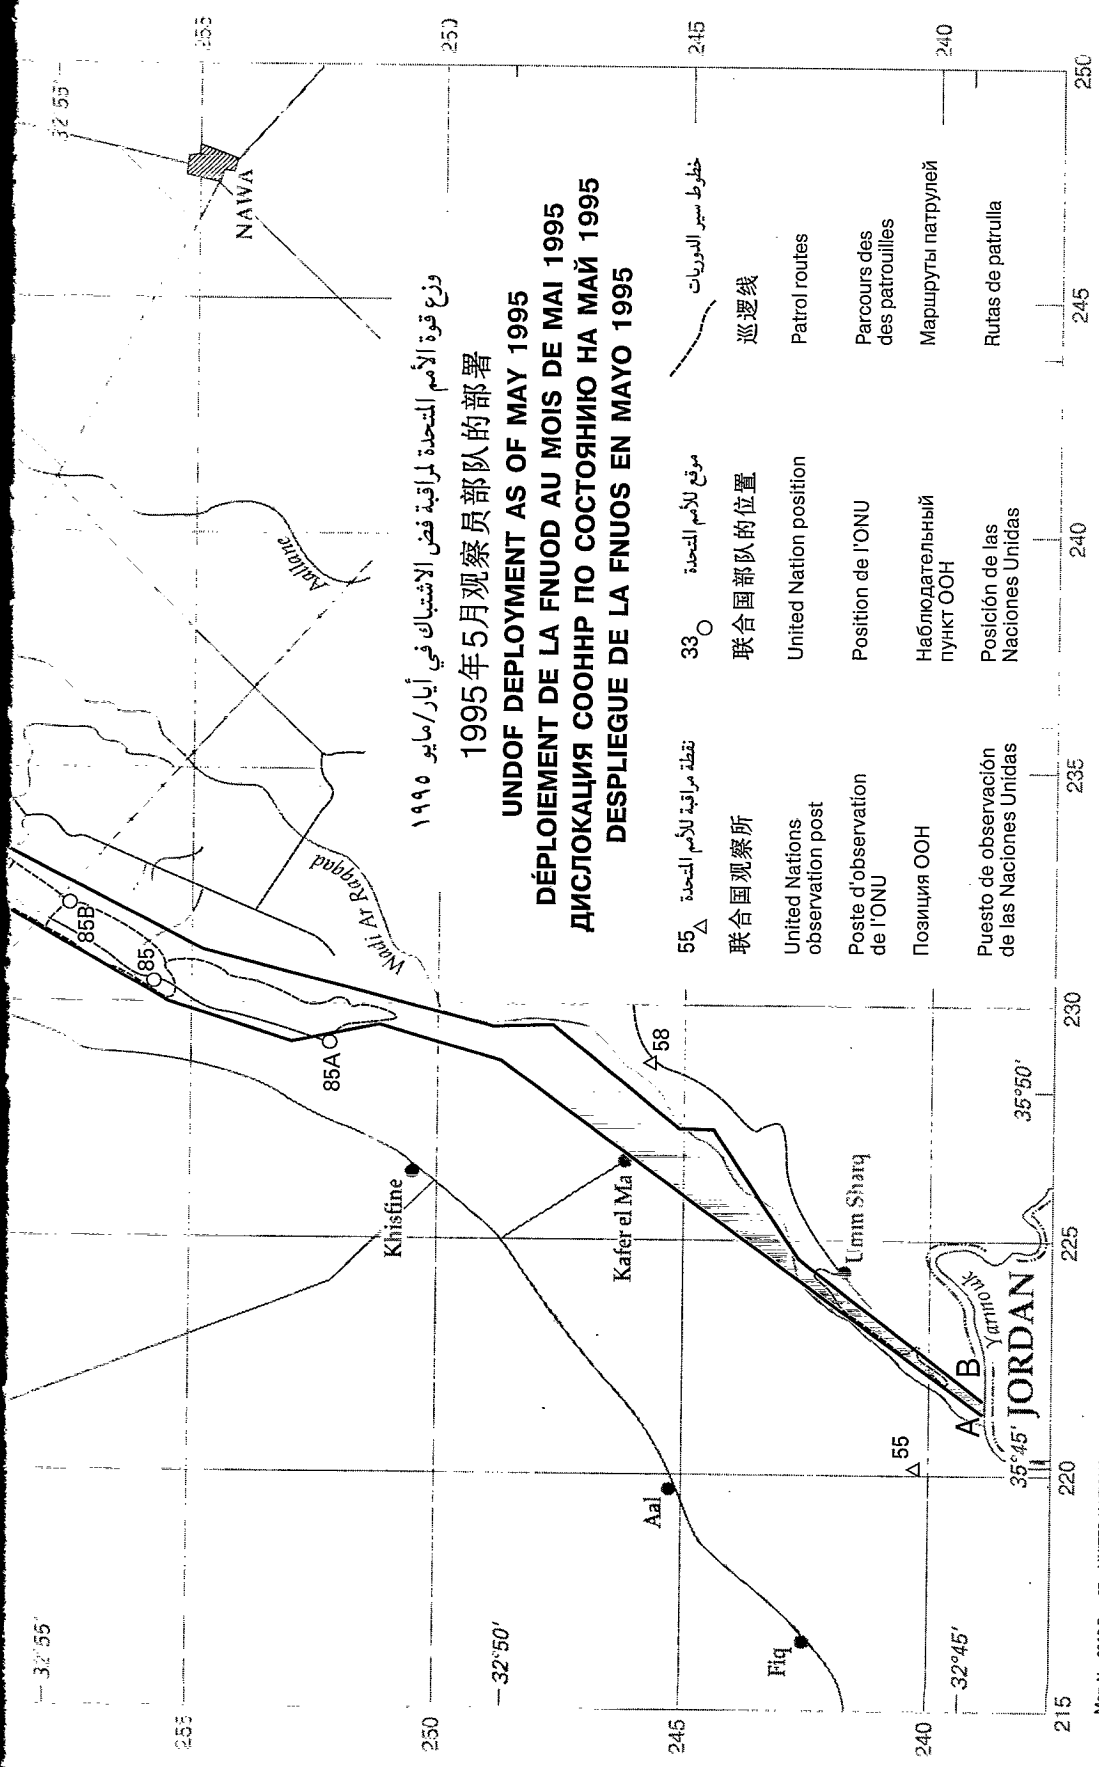 32°55'
255
250
245
240
NAWA
وزع قوة الأمم المتحدة لمراقبة فض الاشتباك في أيار/مايو ١٩٩٥
1995年5月观察员部队的部署
UNDOF DEPLOYMENT AS OF MAY 1995
DÉPLOIEMENT DE LA FNUOD AU MOIS DE MAI 1995
ДИСЛОКАЦИЯ СООННР ПО СОСТОЯНИЮ НА МАЙ 1995
DESPLIEGUE DE LA FNUOS EN MAYO 1995
55
نقطة مراقبة للأمم المتحدة
联合国观察所
United Nations
observation post
Poste d'observation
de l'ONU
Позиция ООН
Puesto de observación
de las Naciones Unidas
33
موقع للأمم المتحدة
联合国部队的位置
United Nation position
Position de l'ONU
Наблюдательный
пункт ООН
Posición de las
Naciones Unidas
خطوط سير الدوريات
巡逻线
Patrol routes
Parcours des
des patrouilles
Маршруты патрулей
Rutas de patrulla
Aallane
Wadi Ar Raqqad
85B
85
85A
Khisfine
Kafer el Ma
58
Umm Sharq
Aal
55
Fiq
A
B
Yarmouk
JORDAN
35°45'
35°50'
32°55'
32°50'
32°45'
255
250
245
240
215
220
225
230
235
240
245
250